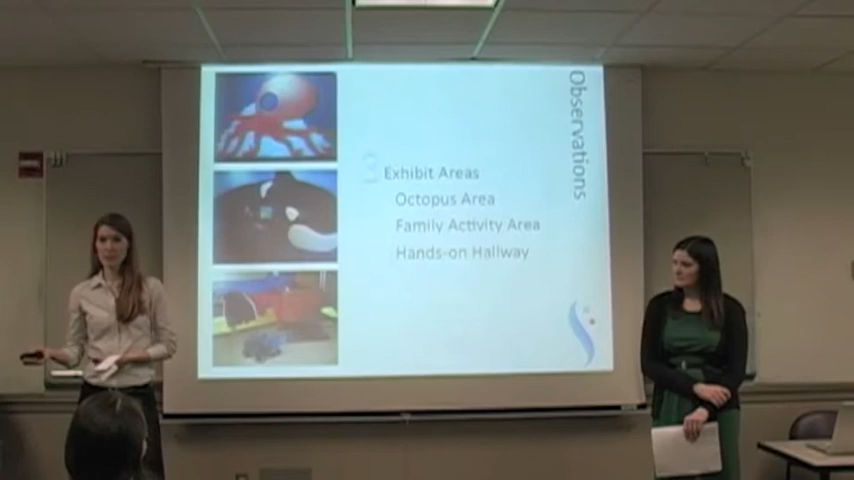 Observations
3 Exhibit Areas
Octopus Area
Family Activity Area
Hands-on Hallway